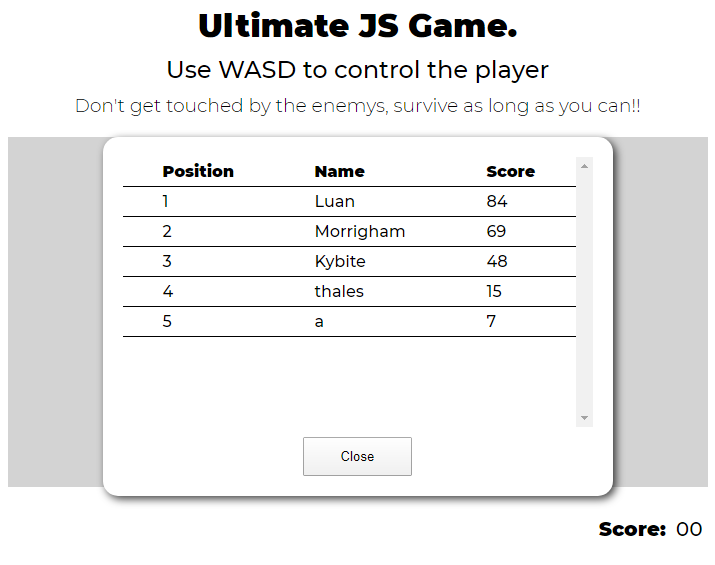 Ultimate JS Game.
Use WASD to control the player
Don't get touched by the enemys, survive as long as you can!!
Position Name Score
1 Luan 84
2 Morrigham 69
3 Kybite 48
4 thales 15
5 a 7
Close
Score: 00